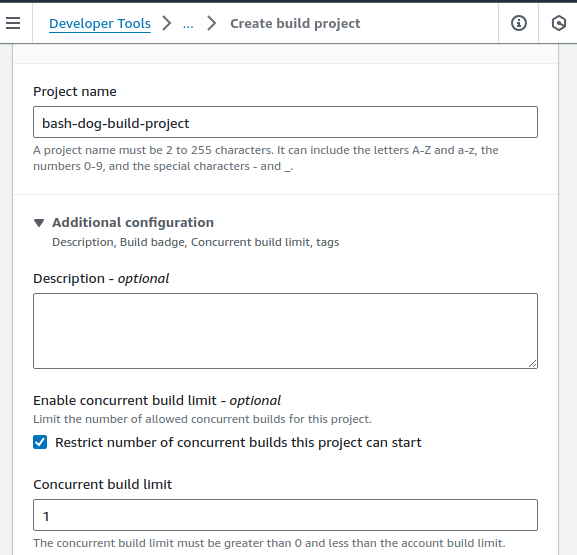 Developer Tools > ... > Create build project
Project name
bash-dog-build-project
A project name must be 2 to 255 characters. It can include the letters A-Z and a-z, the
numbers 0-9, and the special characters - and _.
Additional configuration
Description, Build badge, Concurrent build limit, tags
Description - optional
Enable concurrent build limit - optional
Limit the number of allowed concurrent builds for this project.
Restrict number of concurrent builds this project can start
Concurrent build limit
1
The concurrent build limit must be greater than 0 and less than the account build limit.